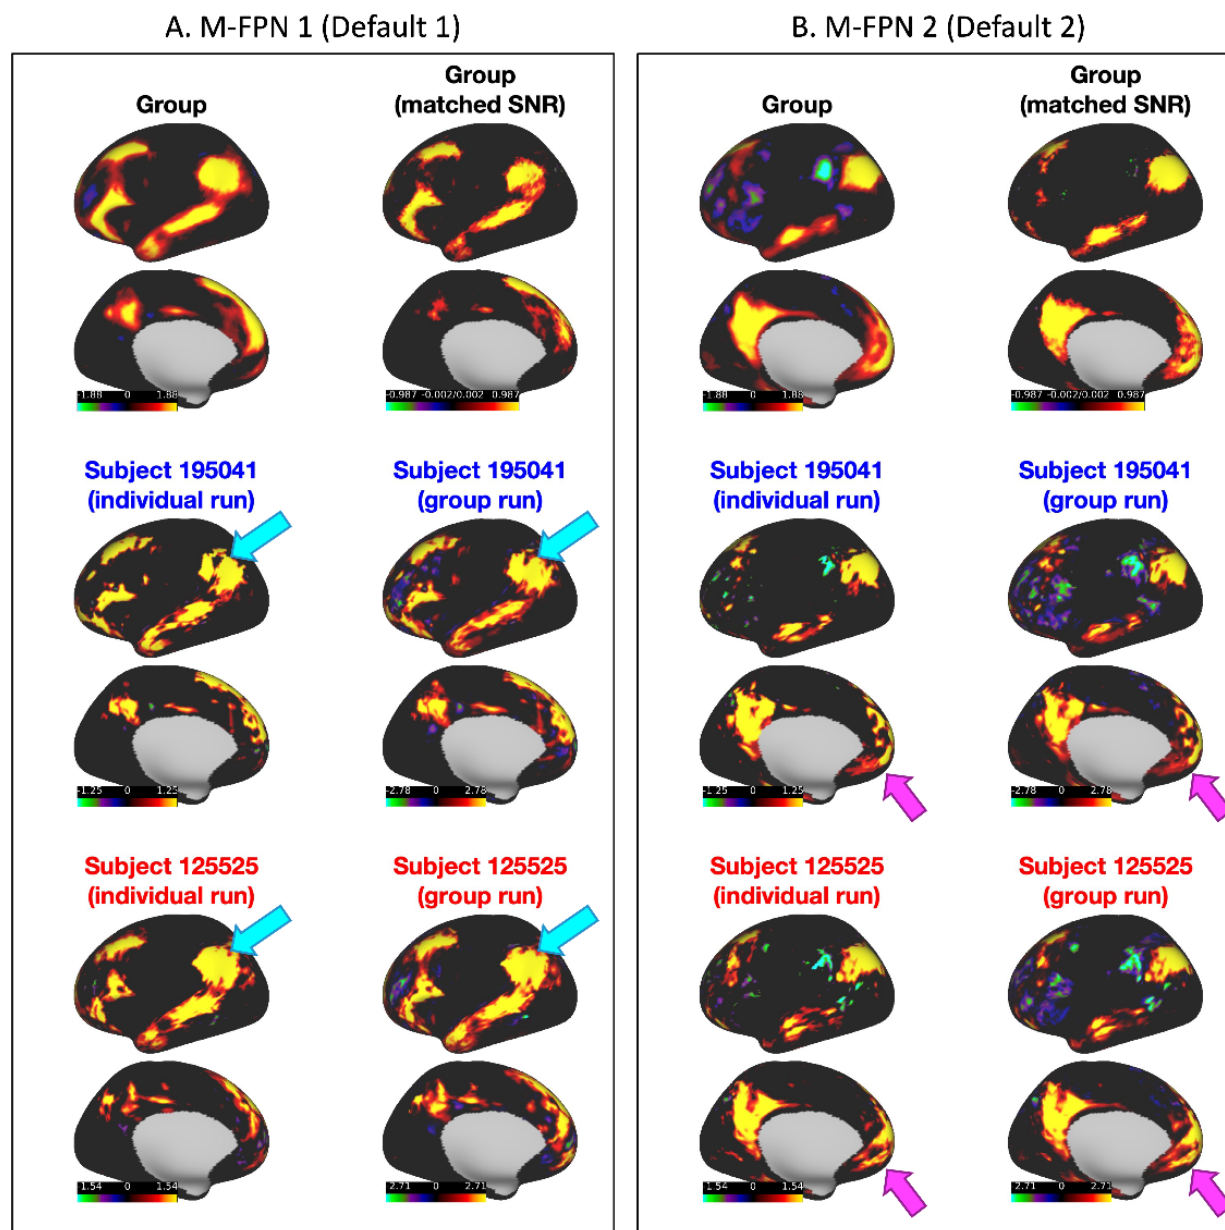 A. M-FPN 1 (Default 1)
Group
Group
(matched SNR)
-1.88 0 1.88
-0.987 -0.002/0.002 0.987
Subject 195041
(individual run)
Subject 195041
(group run)
-1.25 0 1.25
-2.78 0 2.78
Subject 125525
(individual run)
Subject 125525
(group run)
-1.54 0 1.54
-2.71 0 2.71
B. M-FPN 2 (Default 2)
Group
Group
(matched SNR)
-1.88 0 1.88
-0.987 -0.002/0.002 0.987
Subject 195041
(individual run)
Subject 195041
(group run)
-1.25 0 1.25
-2.78 0 2.78
Subject 125525
(individual run)
Subject 125525
(group run)
-1.54 0 1.54
-2.71 0 2.71